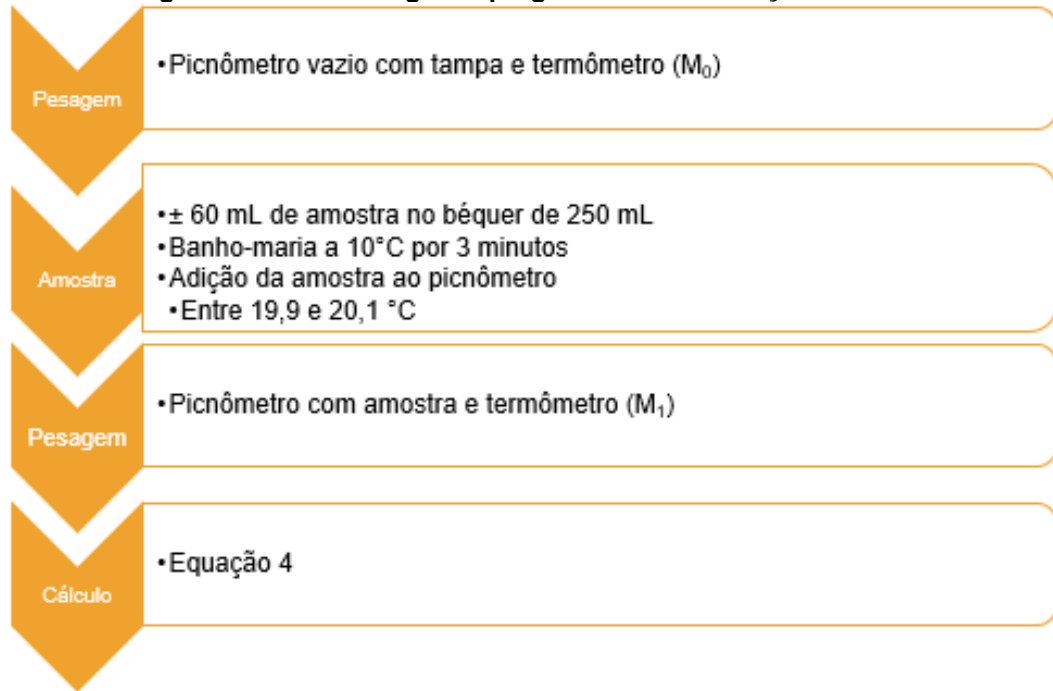 Pesagem
•Picnômetro vazio com tampa e termômetro (M₀)
Amostra
•± 60 mL de amostra no béquer de 250 mL
•Banho-maria a 10°C por 3 minutos
•Adição da amostra ao picnômetro
•Entre 19,9 e 20,1 °C
Pesagem
•Picnômetro com amostra e termômetro (M₁)
Cálculo
•Equação 4